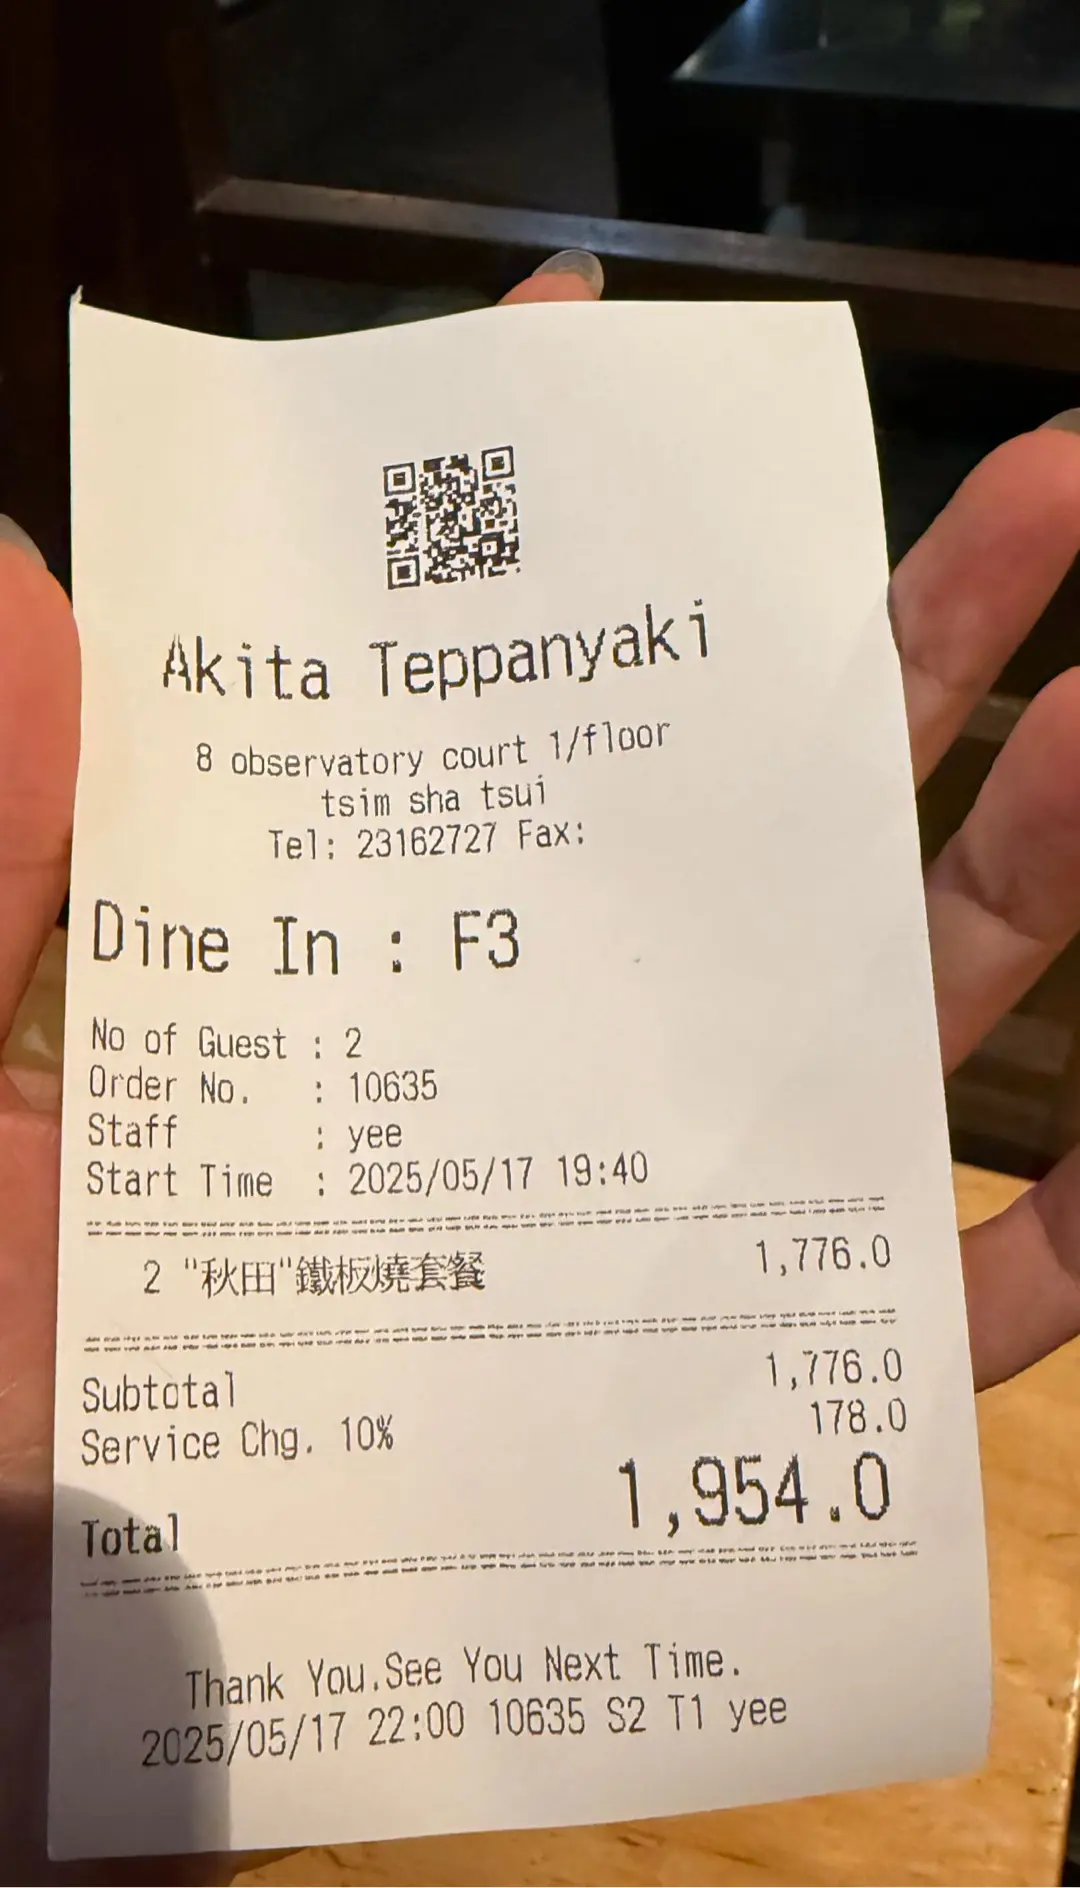 Akita Teppanyaki
8 observatory court 1/floor
tsim sha tsui
Tel: 23162727 Fax:
Dine In : F3
No of Guest : 2
Order No. : 10635
Staff : yee
Start Time : 2025/05/17 19:40
2 "秋田"鐵板燒套餐 1,776.0
Subtotal 1,776.0
Service Chg. 10% 178.0
Total 1,954.0
Thank You.See You Next Time.
2025/05/17 22:00 10635 S2 T1 yee